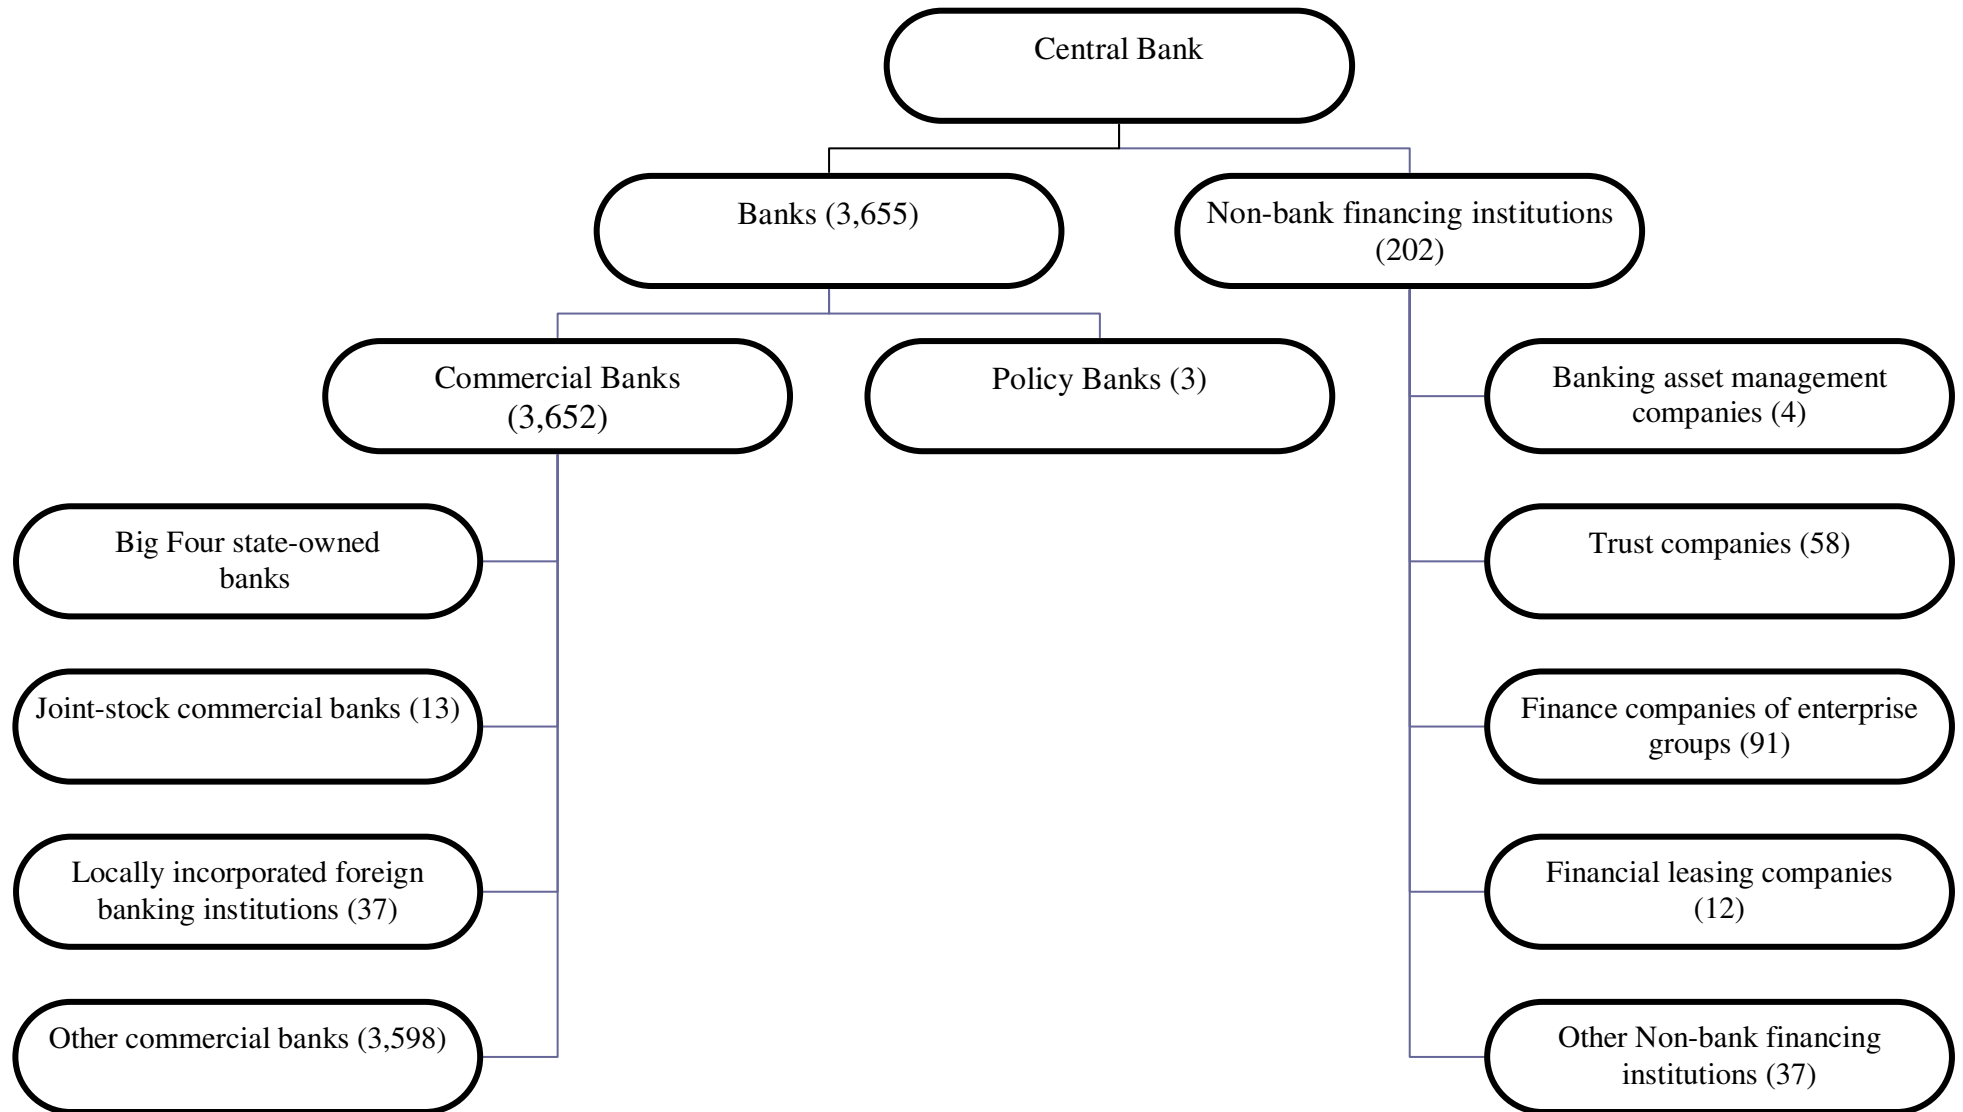 Central Bank
Banks (3,655)
Non-bank financing institutions
(202)
Commercial Banks
(3,652)
Policy Banks (3)
Banking asset management
companies (4)
Big Four state-owned
banks
Trust companies (58)
Joint-stock commercial banks (13)
Finance companies of enterprise
groups (91)
Locally incorporated foreign
banking institutions (37)
Financial leasing companies
(12)
Other commercial banks (3,598)
Other Non-bank financing
institutions (37)